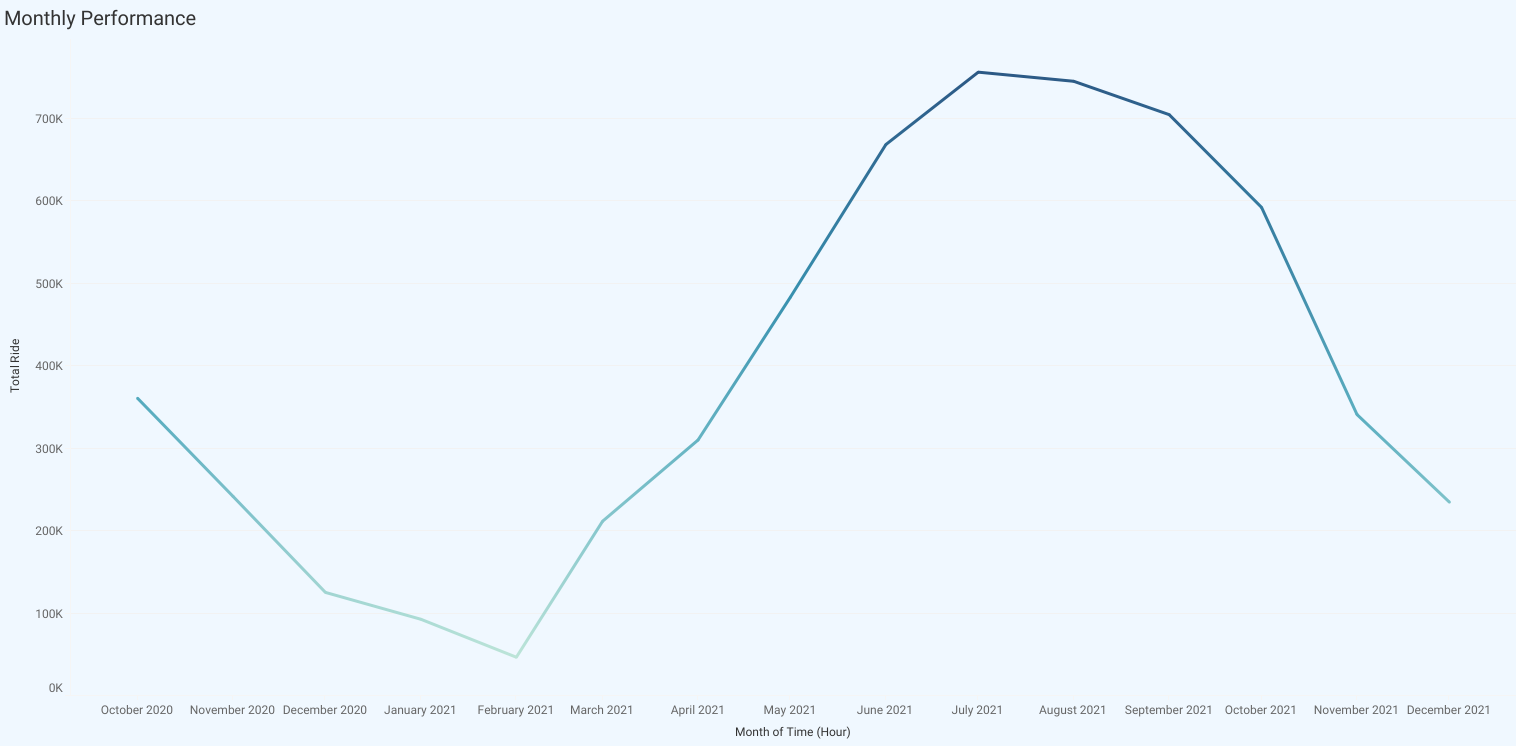 Monthly Performance
700K
600K
500K
400K
300K
200K
100K
0K
Total Ride
October 2020 November 2020 December 2020 January 2021 February 2021 March 2021 April 2021 May 2021 June 2021 July 2021 August 2021 September 2021 October 2021 November 2021 December 2021
Month of Time (Hour)